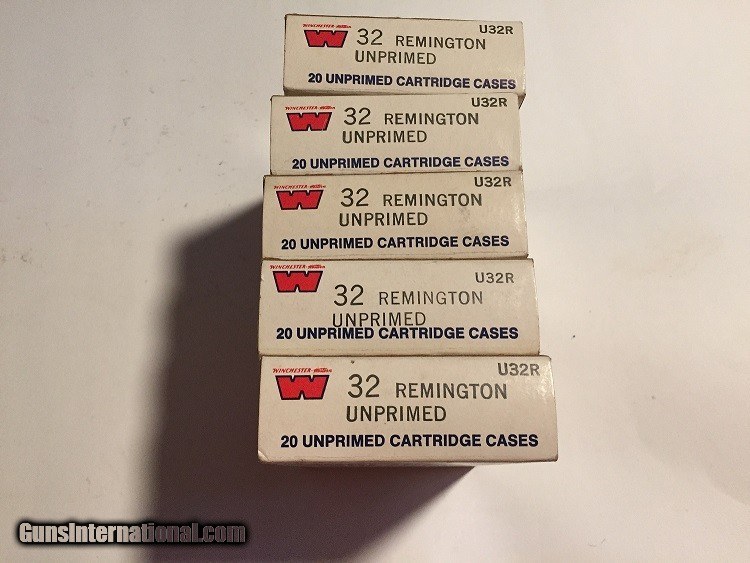 WINCHESTER-Western
U32R
W 32 REMINGTON
UNPRIMED
20 UNPRIMED CARTRIDGE CASES
WINCHESTER-Western
U32R
W 32 REMINGTON
UNPRIMED
20 UNPRIMED CARTRIDGE CASES
WINCHESTER-Western
U32R
W 32 REMINGTON
UNPRIMED
20 UNPRIMED CARTRIDGE CASES
WINCHESTER-Western
U32R
W 32 REMINGTON
UNPRIMED
20 UNPRIMED CARTRIDGE CASES
WINCHESTER-Western
U32R
W 32 REMINGTON
UNPRIMED
20 UNPRIMED CARTRIDGE CASES
GunsInternational.com